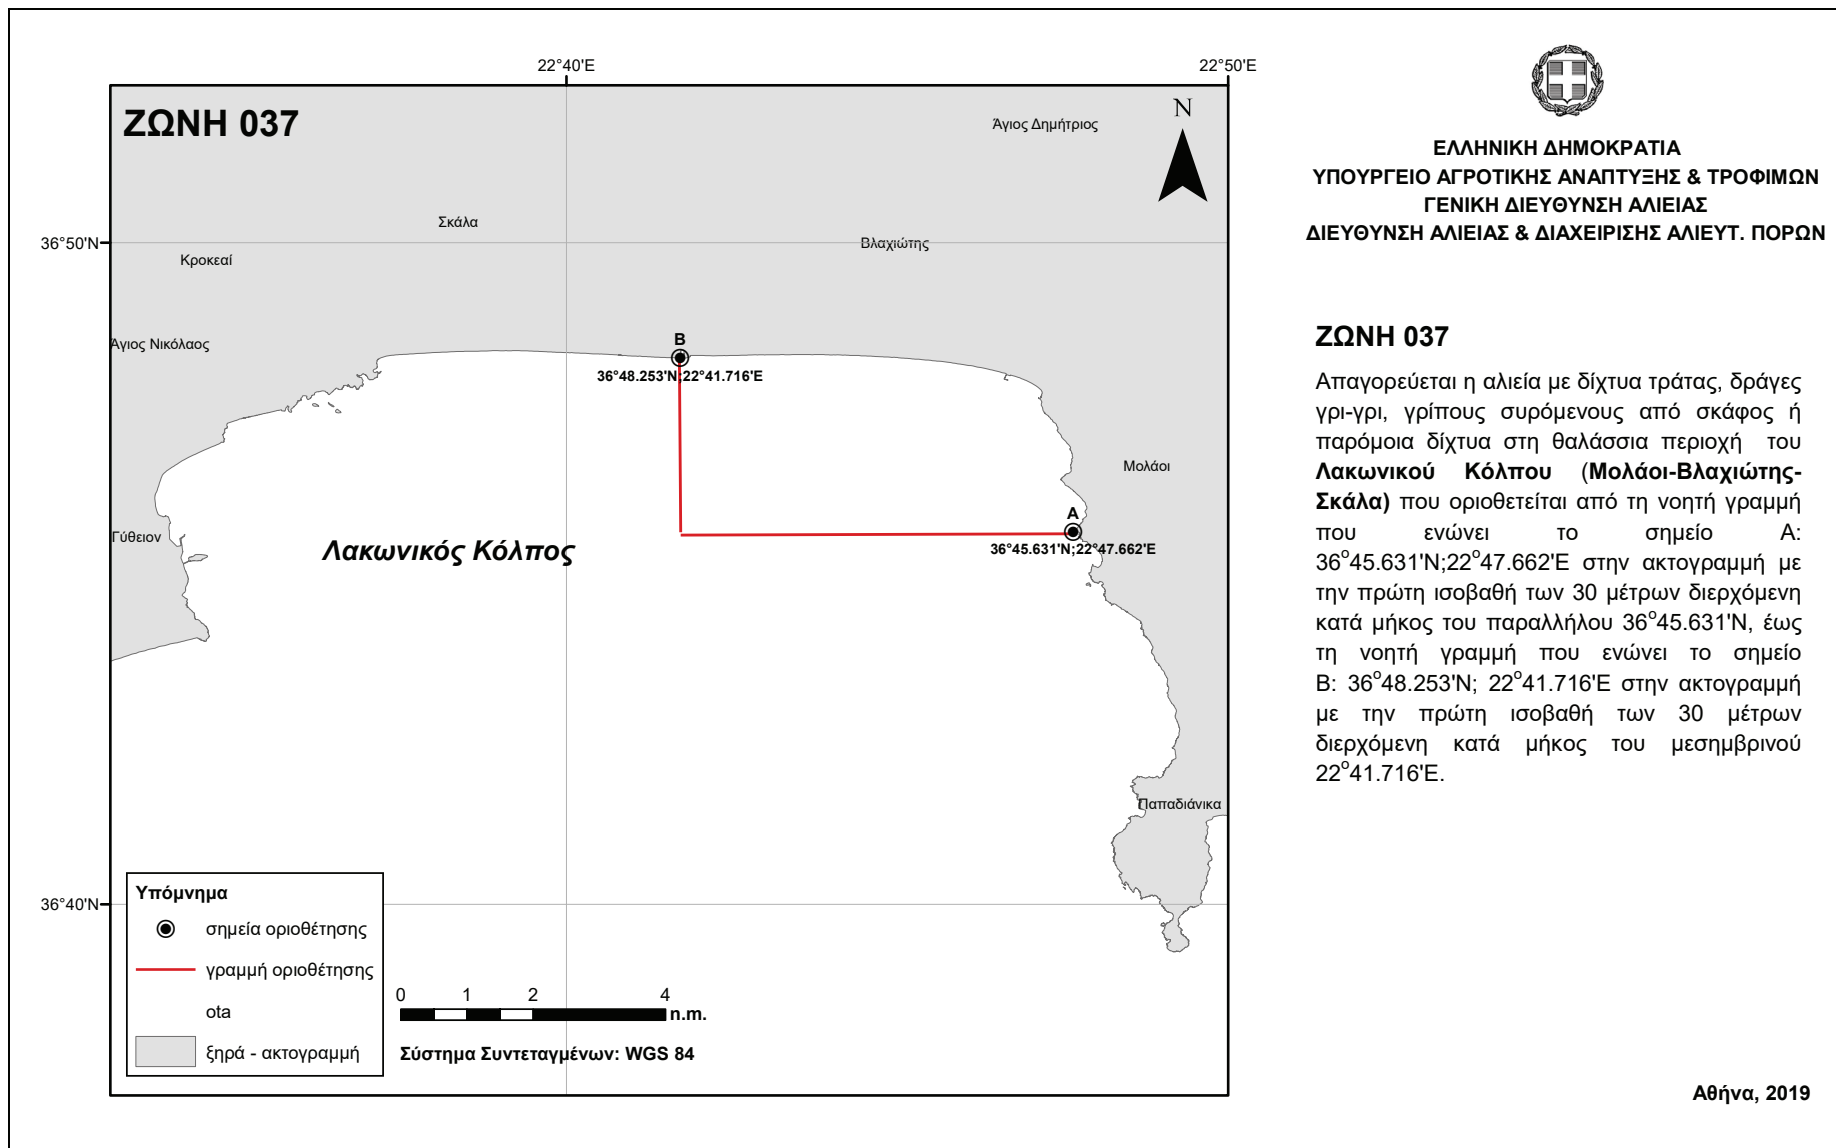 22°40'E
22°50'E
ΖΩΝΗ 037
N
Άγιος Δημήτριος
Σκάλα
36°50'N
Βλαχιώτης
Κροκεαί
Άγιος Νικόλαος
B
36°48.253'N;22°41.716'E
Μολάοι
A
36°45.631'N;22°47.662'E
Γύθειον
Λακωνικός Κόλπος
Παπαδιάνικα
36°40'N
Υπόμνημα
σημεία οριοθέτησης
γραμμή οριοθέτησης
ota
ξηρά - ακτογραμμή
0 1 2 4
n.m.
Σύστημα Συντεταγμένων: WGS 84
ΕΛΛΗΝΙΚΗ ΔΗΜΟΚΡΑΤΙΑ
ΥΠΟΥΡΓΕΙΟ ΑΓΡΟΤΙΚΗΣ ΑΝΑΠΤΥΞΗΣ & ΤΡΟΦΙΜΩΝ
ΓΕΝΙΚΗ ΔΙΕΥΘΥΝΣΗ ΑΛΙΕΙΑΣ
ΔΙΕΥΘΥΝΣΗ ΑΛΙΕΙΑΣ & ΔΙΑΧΕΙΡΙΣΗΣ ΑΛΙΕΥΤ. ΠΟΡΩΝ
ΖΩΝΗ 037
Απαγορεύεται η αλιεία με δίχτυα τράτας, δράγες
γρι-γρι, γρίπους συρόμενους από σκάφος ή
παρόμοια δίχτυα στη θαλάσσια περιοχή του
Λακωνικού Κόλπου (Μολάοι-Βλαχιώτης-
Σκάλα) που οριοθετείται από τη νοητή γραμμή
που ενώνει το σημείο Α:
36°45.631'N;22°47.662'E στην ακτογραμμή με
την πρώτη ισοβαθή των 30 μέτρων διερχόμενη
κατά μήκος του παραλλήλου 36°45.631'N, έως
τη νοητή γραμμή που ενώνει το σημείο
Β: 36°48.253'N; 22°41.716'E στην ακτογραμμή
με την πρώτη ισοβαθή των 30 μέτρων
διερχόμενη κατά μήκος του μεσημβρινού
22°41.716'E.
Αθήνα, 2019